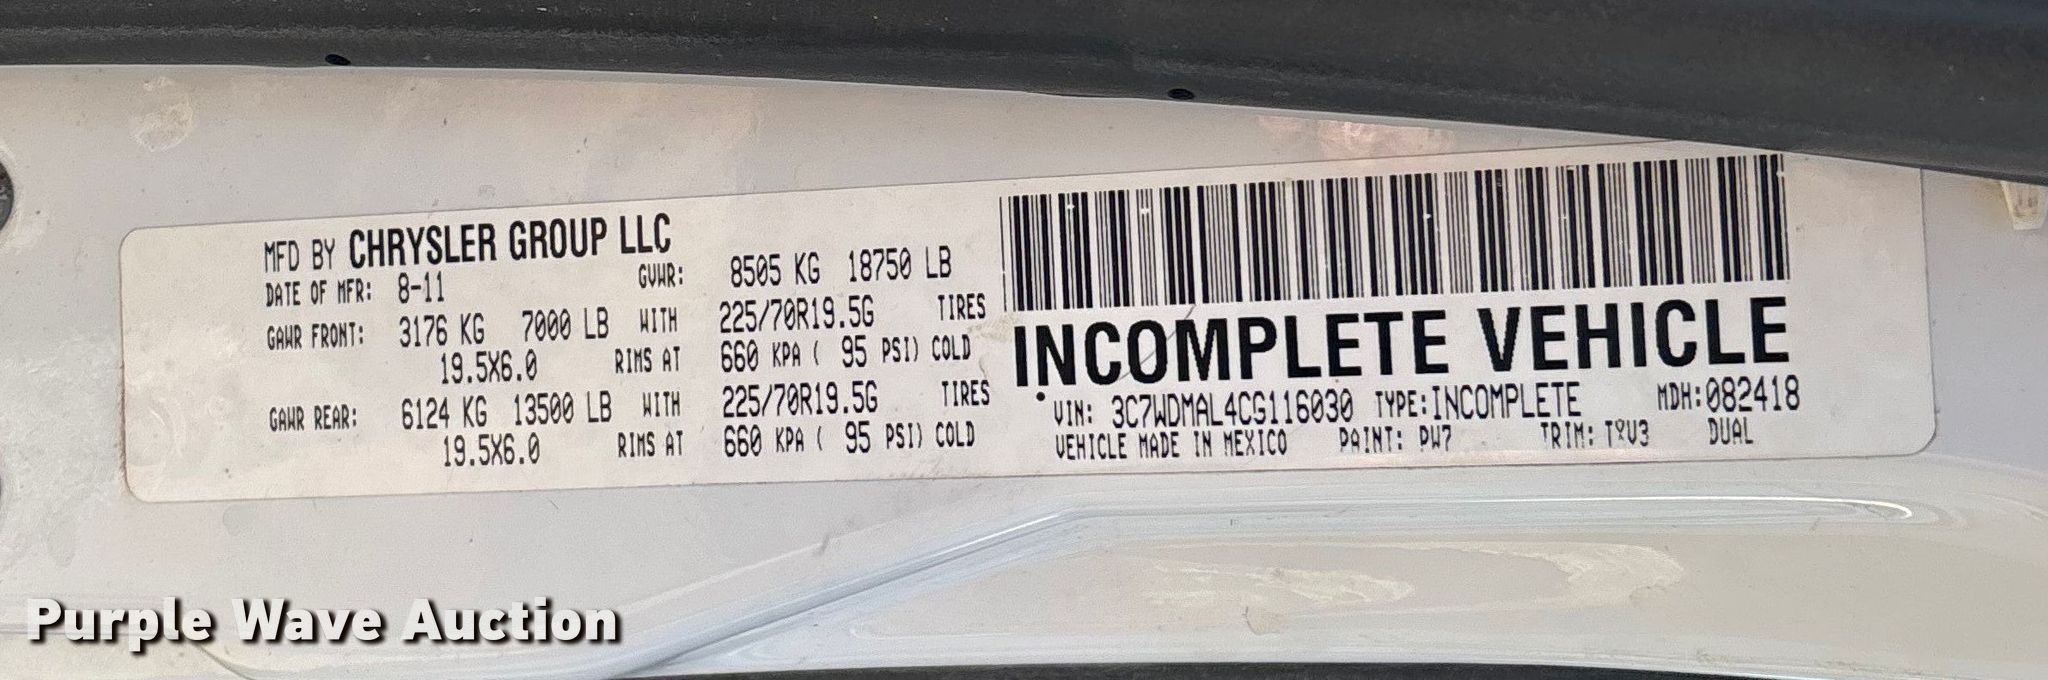 MFD BY CHRYSLER GROUP LLC
DATE OF MFR: 8-11 GVWR: 8505 KG 18750 LB
GAWR FRONT: 3176 KG 7000 LB WITH 225/70R19.5G TIRES
19.5X6.0 RIMS AT 660 KPA ( 95 PSI) COLD
GAWR REAR: 6124 KG 13500 LB WITH 225/70R19.5G TIRES
19.5X6.0 RIMS AT 660 KPA ( 95 PSI) COLD
INCOMPLETE VEHICLE
VIN: 3C7WDMAL4CG116030 TYPE:INCOMPLETE MDH:082418
VEHICLE MADE IN MEXICO PAINT: PW7 TRIM: DUAL
Purple Wave Auction